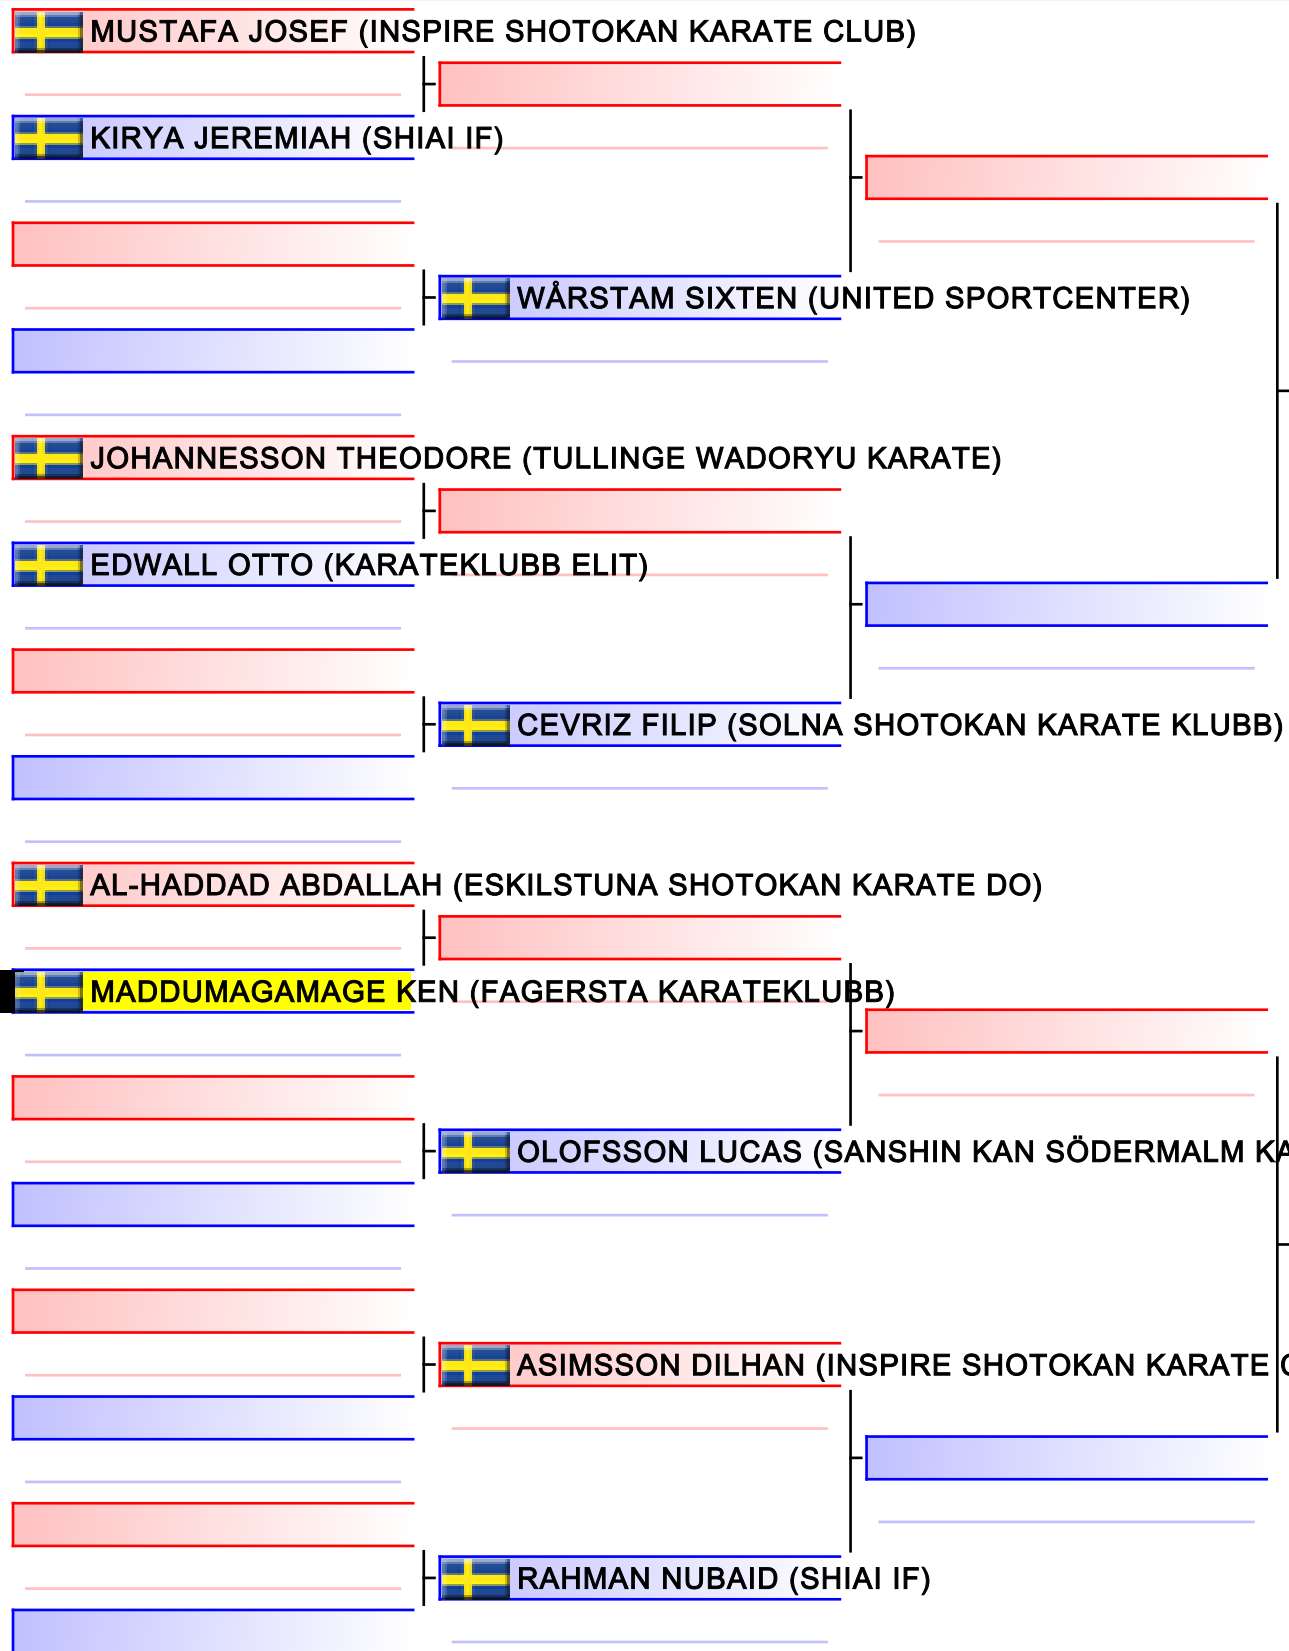 MUSTAFA JOSEF (INSPIRE SHOTOKAN KARATE CLUB)
KIRYA JEREMIAH (SHIAI IF)
WÅRSTAM SIXTEN (UNITED SPORTCENTER)
JOHANNESSON THEODORE (TULLINGE WADORYU KARATE)
EDWALL OTTO (KARATEKLUBB ELIT)
CEVRIZ FILIP (SOLNA SHOTOKAN KARATE KLUBB)
AL-HADDAD ABDALLAH (ESKILSTUNA SHOTOKAN KARATE DO)
MADDUMAGAMAGE KEN (FAGERSTA KARATEKLUBB)
OLOFSSON LUCAS (SANSHIN KAN SÖDERMALM
ASIMSSON DILHAN (INSPIRE SHOTOKAN KARATE
RAHMAN NUBAID (SHIAI IF)